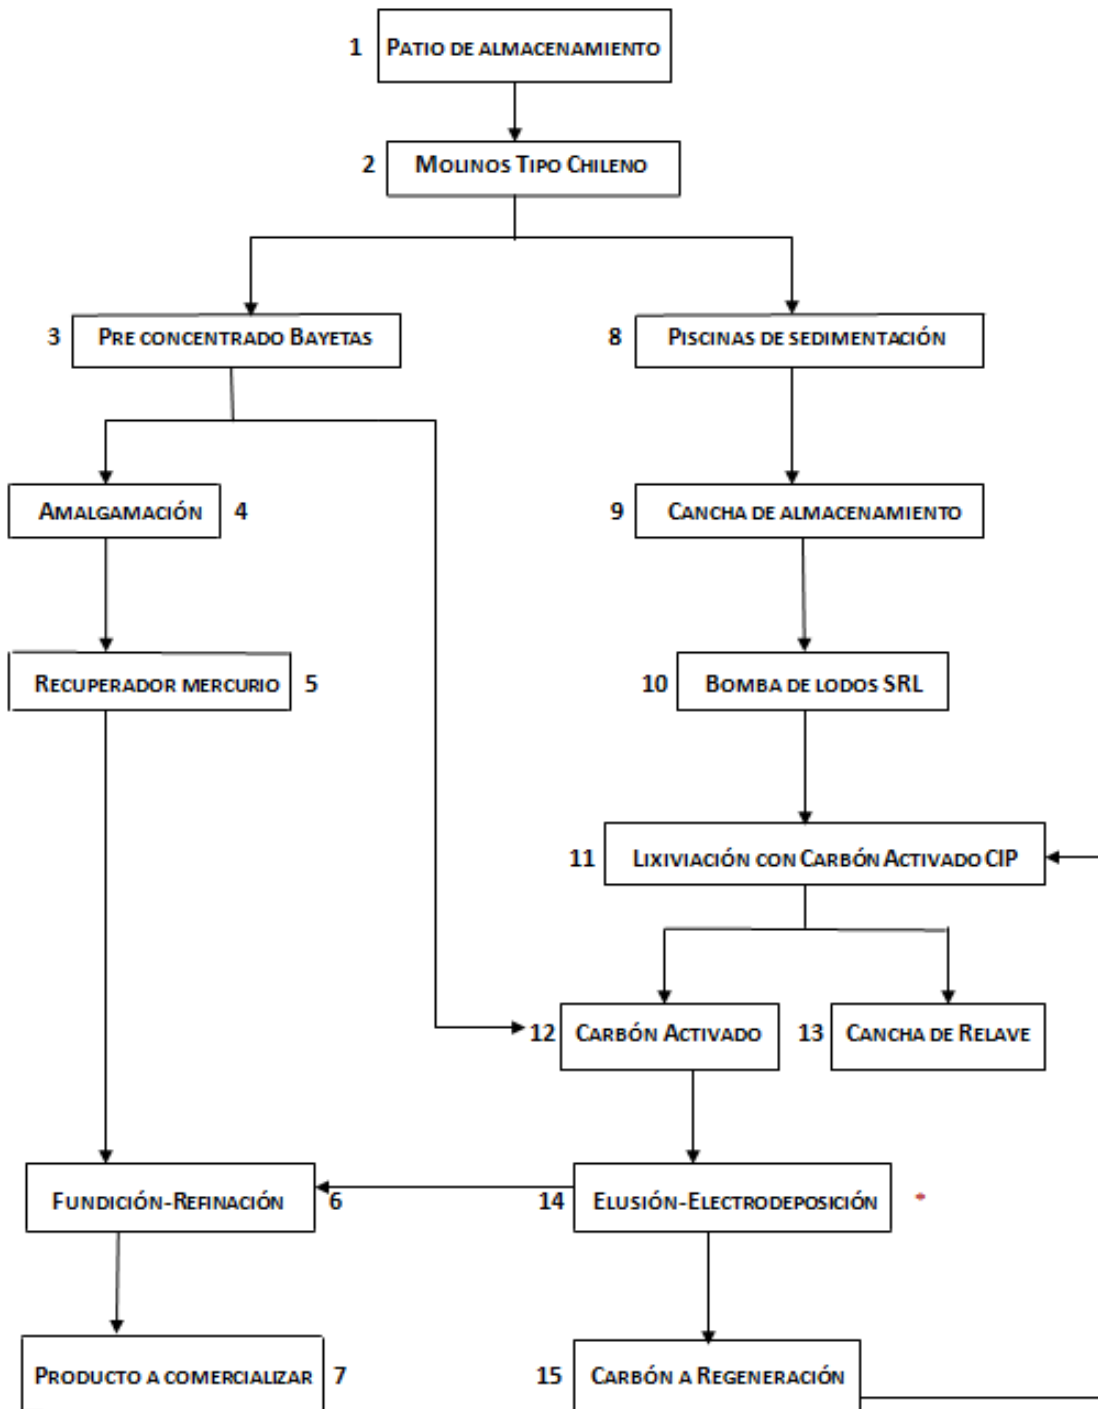 1 PATIO DE ALMACENAMIENTO
2 MOLINOS TIPO CHILENO
3 PRE CONCENTRADO BAYETAS
8 PISCINAS DE SEDIMENTACIÓN
AMALGAMACIÓN 4
9 CANCHA DE ALMACENAMIENTO
RECUPERADOR MERCURIO 5
10 BOMBA DE LODOS SRL
11 LIXIVIACIÓN CON CARBÓN ACTIVADO CIP
12 CARBÓN ACTIVADO
13 CANCHA DE RELAVE
FUNDICIÓN-REFINACIÓN 6
14 ELUSIÓN-ELECTRODEPOSICIÓN *
PRODUCTO A COMERCIALIZAR 7
15 CARBÓN A REGENERACIÓN